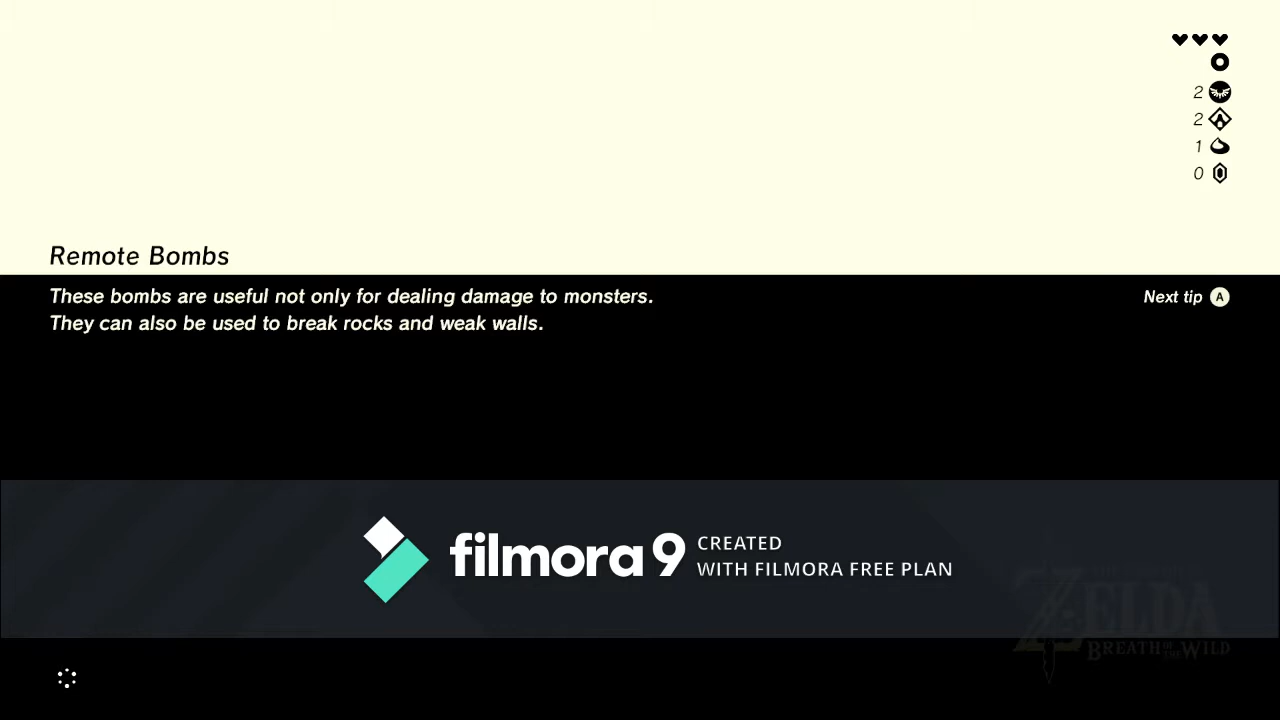 2
2
1
0
Remote Bombs
These bombs are useful not only for dealing damage to monsters.
They can also be used to break rocks and weak walls.
Next tip A
filmora9 CREATED
WITH FILMORA FREE PLAN
ZELDA
BREATH OF THE WILD